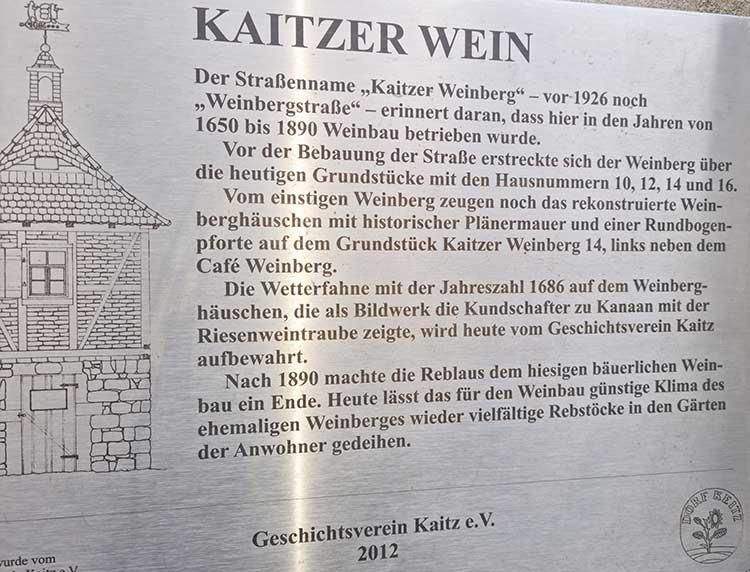 KAITZER WEIN
Der Straßenname „Kaitzer Weinberg“ – vor 1926 noch
„Weinbergstraße“ – erinnert daran, dass hier in den Jahren von
1650 bis 1890 Weinbau betrieben wurde.
Vor der Bebauung der Straße erstreckte sich der Weinberg über
die heutigen Grundstücke mit den Hausnummern 10, 12, 14 und 16.
Vom einstigen Weinberg zeugen noch das rekonstruierte Wein-
berghäuschen mit historischer Plänermauer und einer Rundbogen-
pforte auf dem Grundstück Kaitzer Weinberg 14, links neben dem
Café Weinberg.
Die Wetterfahne mit der Jahreszahl 1686 auf dem Weinberg-
häuschen, die als Bildwerk die Kundschafter zu Kanaan mit der
Riesenweintraube zeigte, wird heute vom Geschichtsverein Kaitz
aufbewahrt.
Nach 1890 machte die Reblaus dem hiesigen bäuerlichen Wein-
bau ein Ende. Heute lässt das für den Weinbau günstige Klima des
ehemaligen Weinberges wieder vielfältige Rebstöcke in den Gärten
der Anwohner gedeihen.
Geschichtsverein Kaitz e.V.
2012
DORF KEITZ
wurde vom
Kaitz e.V.